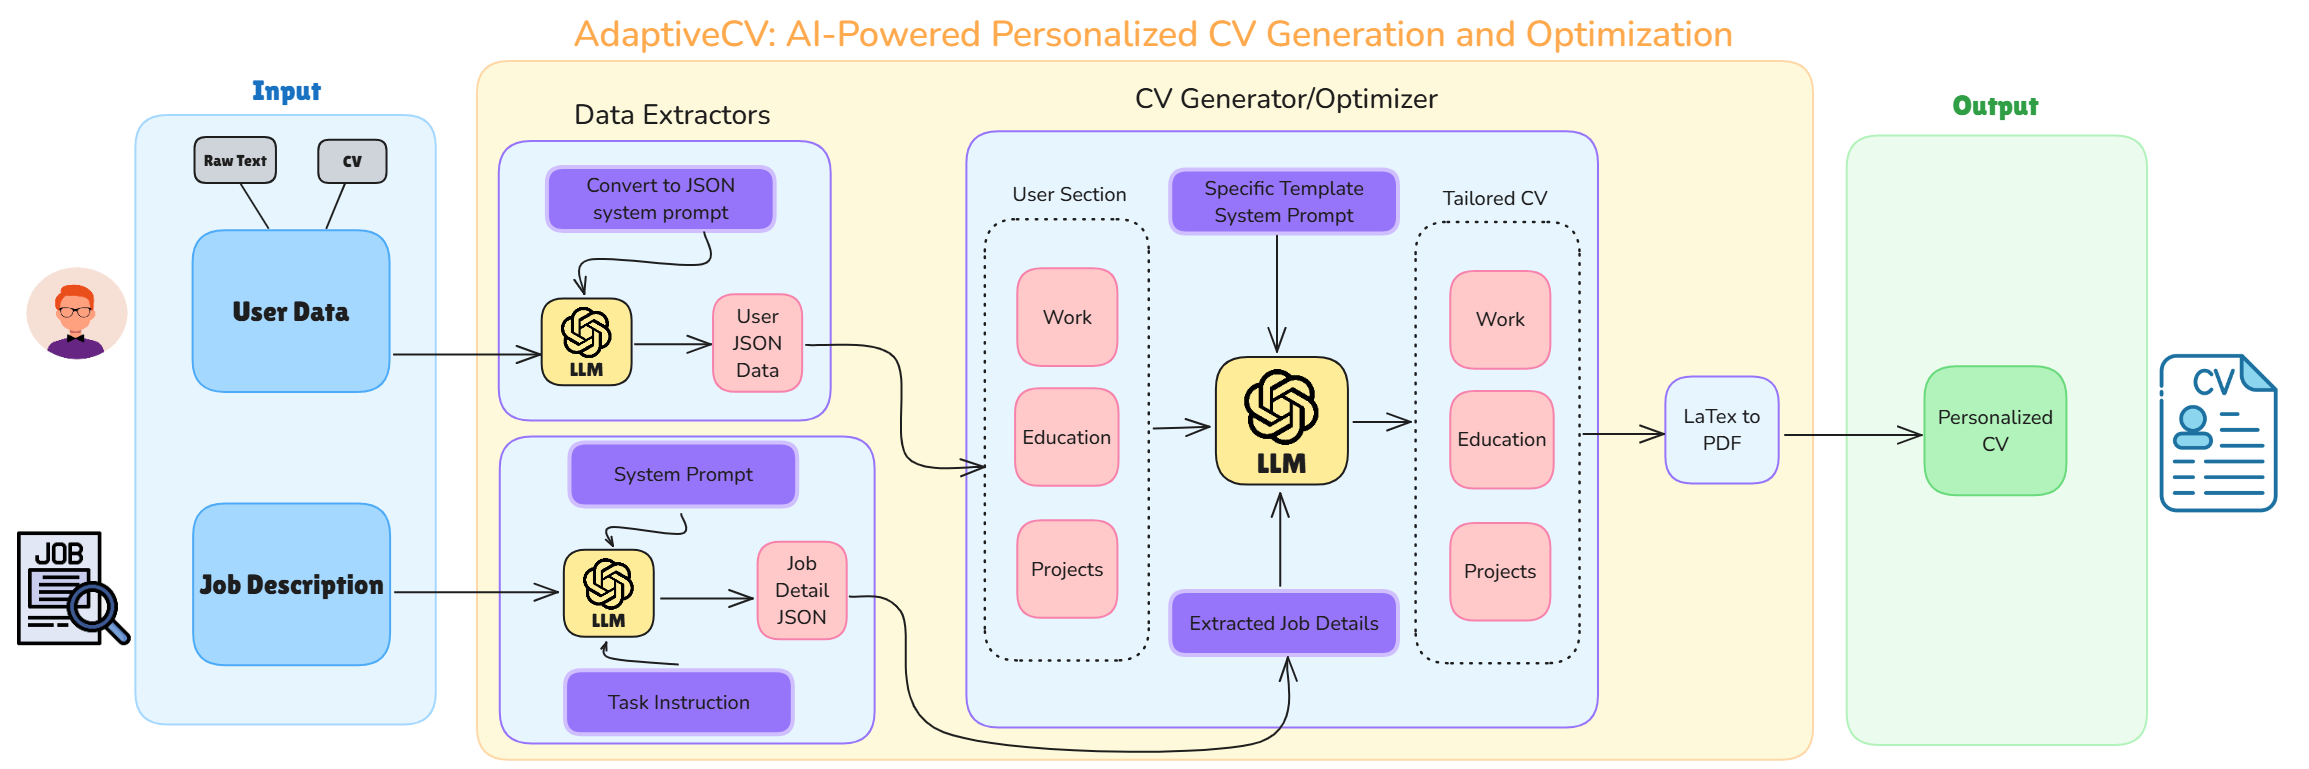 AdaptiveCV: AI-Powered Personalized CV Generation and Optimization
Input
Raw Text
CV
User Data
JOB
Job Description
Data Extractors
Convert to JSON
system prompt
LLM
User
JSON
Data
System Prompt
LLM
Job
Detail
JSON
Task Instruction
CV Generator/Optimizer
User Section
Work
Education
Projects
Specific Template
System Prompt
LLM
Extracted Job Details
Tailored CV
Work
Education
Projects
LaTex to
PDF
Output
Personalized
CV
CV